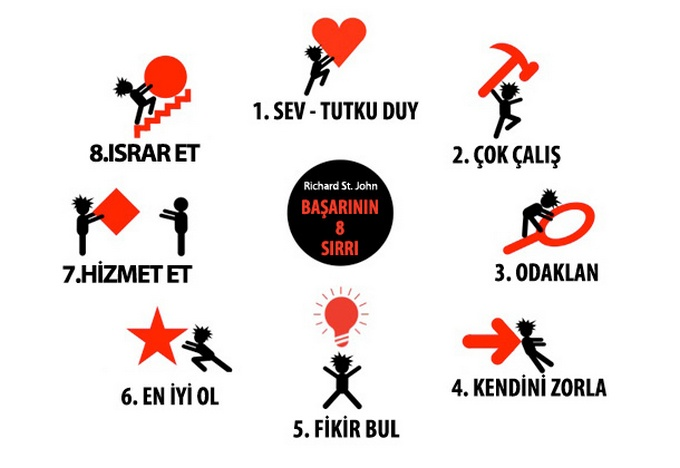 Richard St. John
BAŞARININ
8
SIRRI
1. SEV - TUTKU DUY
2. ÇOK ÇALIŞ
3. ODAKLAN
4. KENDİNİ ZORLA
5. FİKİR BUL
6. EN İYİ OL
7.HİZMET ET
8.ISRAR ET